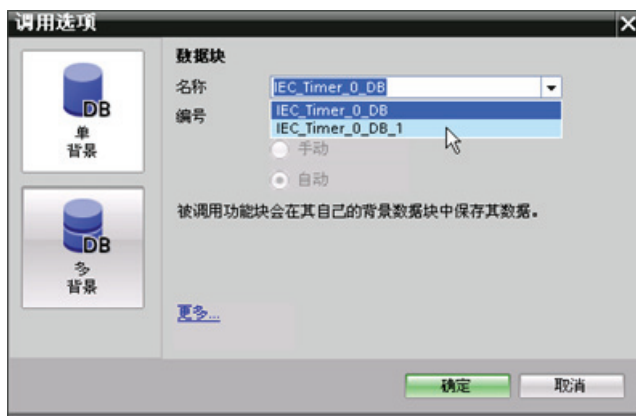 调用选项
DB
单
背景
DB
多
背景
数据块
名称
IEC_Timer_0_DB
IEC_Timer_0_DB
编号
IEC_Timer_0_DB_1
手动
自动
被调用功能块会在其自己的背景数据块中保存其数据。
更多...
确定
取消